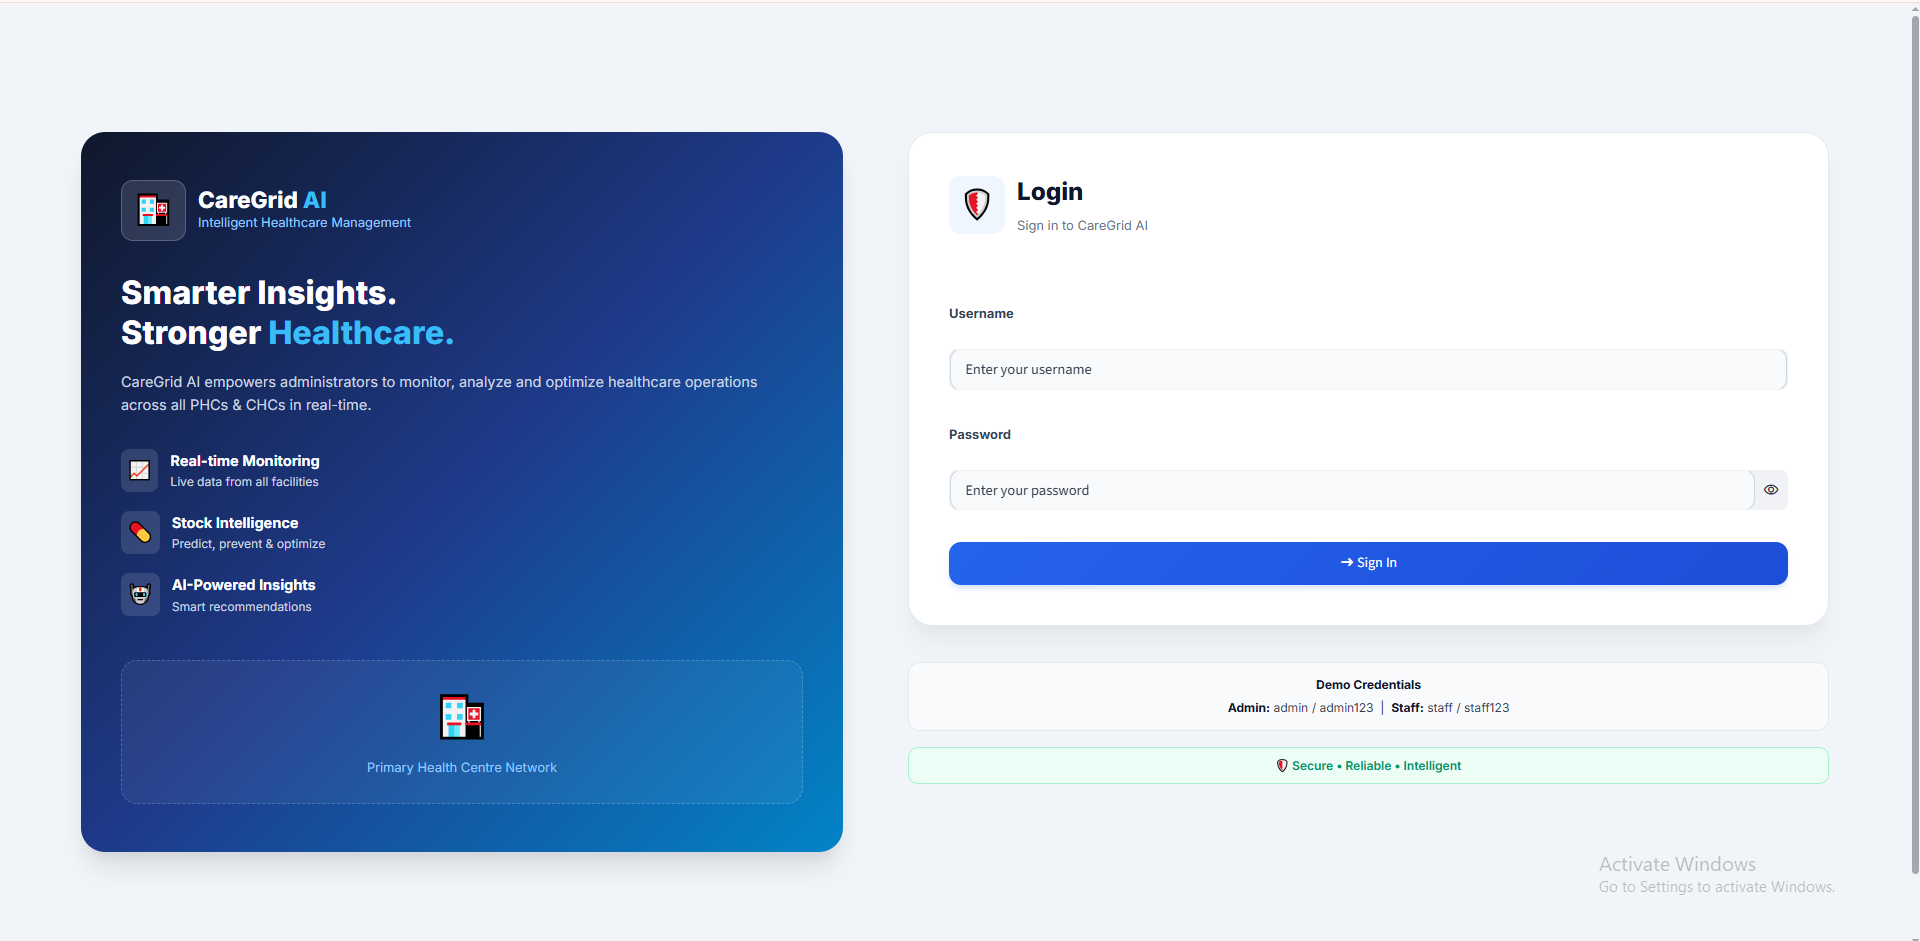 CareGrid AI
Intelligent Healthcare Management
Smarter Insights.
Stronger Healthcare.
CareGrid AI empowers administrators to monitor, analyze and optimize healthcare operations
across all PHCs & CHCs in real-time.
Real-time Monitoring
Live data from all facilities
Stock Intelligence
Predict, prevent & optimize
AI-Powered Insights
Smart recommendations
Primary Health Centre Network
Login
Sign in to CareGrid AI
Username
Enter your username
Password
Enter your password
➜ Sign In
Demo Credentials
Admin: admin / admin123 | Staff: staff / staff123
Secure • Reliable • Intelligent
Activate Windows
Go to Settings to activate Windows.